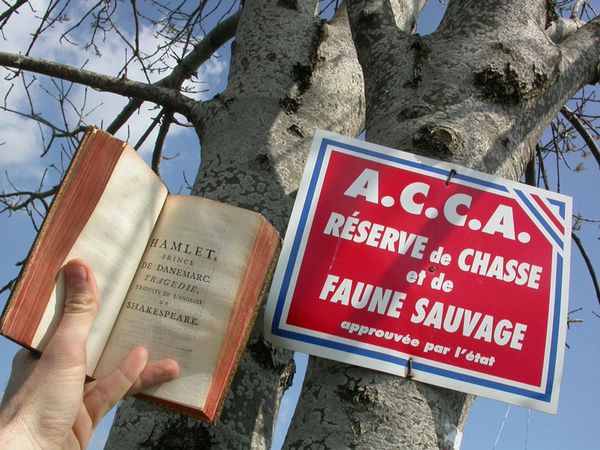 HAMLET,
PRINCE
DE DANEMARC.
TRAGEDIE,
TRADUITE DE L'ANGLOIS
DE
SHAKESPEARE.
A.C.C.A.
RÉSERVE de CHASSE
et de
FAUNE SAUVAGE
approuvée par l'état